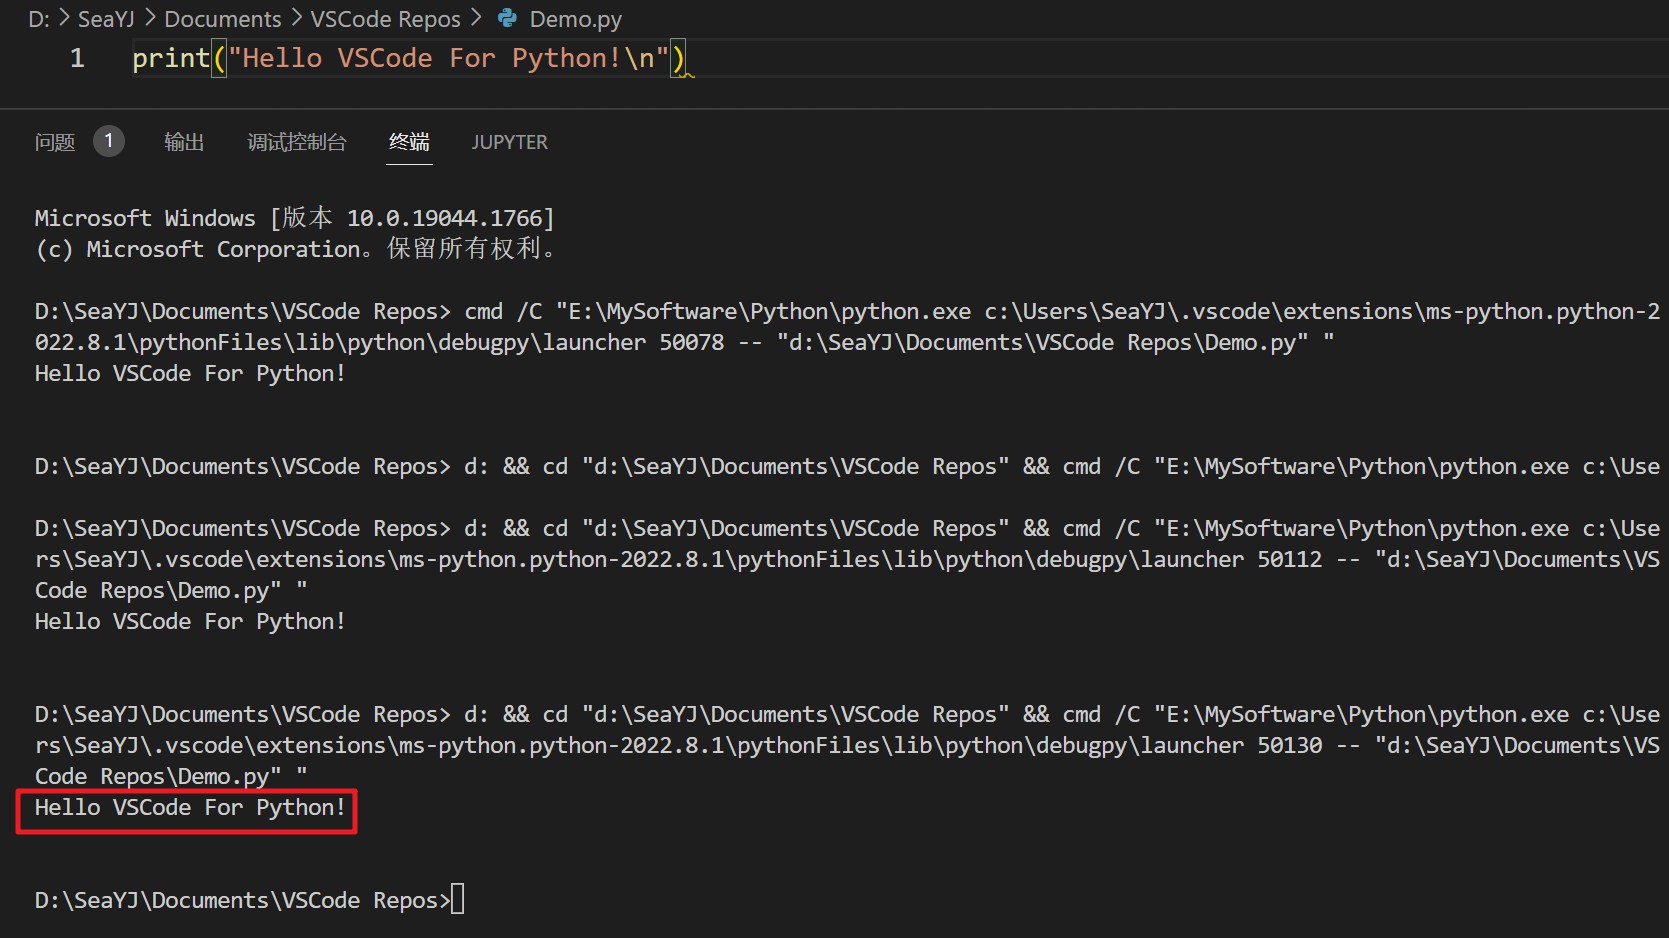 D: > SeaYJ > Documents > VSCode Repos > Demo.py
1 print("Hello VSCode For Python!\n")
问题 1 输出 调试控制台 终端 JUPYTER
Microsoft Windows [版本 10.0.19044.1766]
(c) Microsoft Corporation。保留所有权利。
D:\SeaYJ\Documents\VSCode Repos> cmd /C "E:\MySoftware\Python\python.exe c:\Users\SeaYJ\.vscode\extensions\ms-python.python-2
022.8.1\pythonFiles\lib\python\debugpy\launcher 50078 -- "d:\SeaYJ\Documents\VSCode Repos\Demo.py" "
Hello VSCode For Python!
D:\SeaYJ\Documents\VSCode Repos> d: && cd "d:\SeaYJ\Documents\VSCode Repos" && cmd /C "E:\MySoftware\Python\python.exe c:\Use
D:\SeaYJ\Documents\VSCode Repos> d: && cd "d:\SeaYJ\Documents\VSCode Repos" && cmd /C "E:\MySoftware\Python\python.exe c:\Use
rs\SeaYJ\.vscode\extensions\ms-python.python-2022.8.1\pythonFiles\lib\python\debugpy\launcher 50112 -- "d:\SeaYJ\Documents\VS
Code Repos\Demo.py" "
Hello VSCode For Python!
D:\SeaYJ\Documents\VSCode Repos> d: && cd "d:\SeaYJ\Documents\VSCode Repos" && cmd /C "E:\MySoftware\Python\python.exe c:\Use
rs\SeaYJ\.vscode\extensions\ms-python.python-2022.8.1\pythonFiles\lib\python\debugpy\launcher 50130 -- "d:\SeaYJ\Documents\VS
Code Repos\Demo.py" "
Hello VSCode For Python!
D:\SeaYJ\Documents\VSCode Repos>